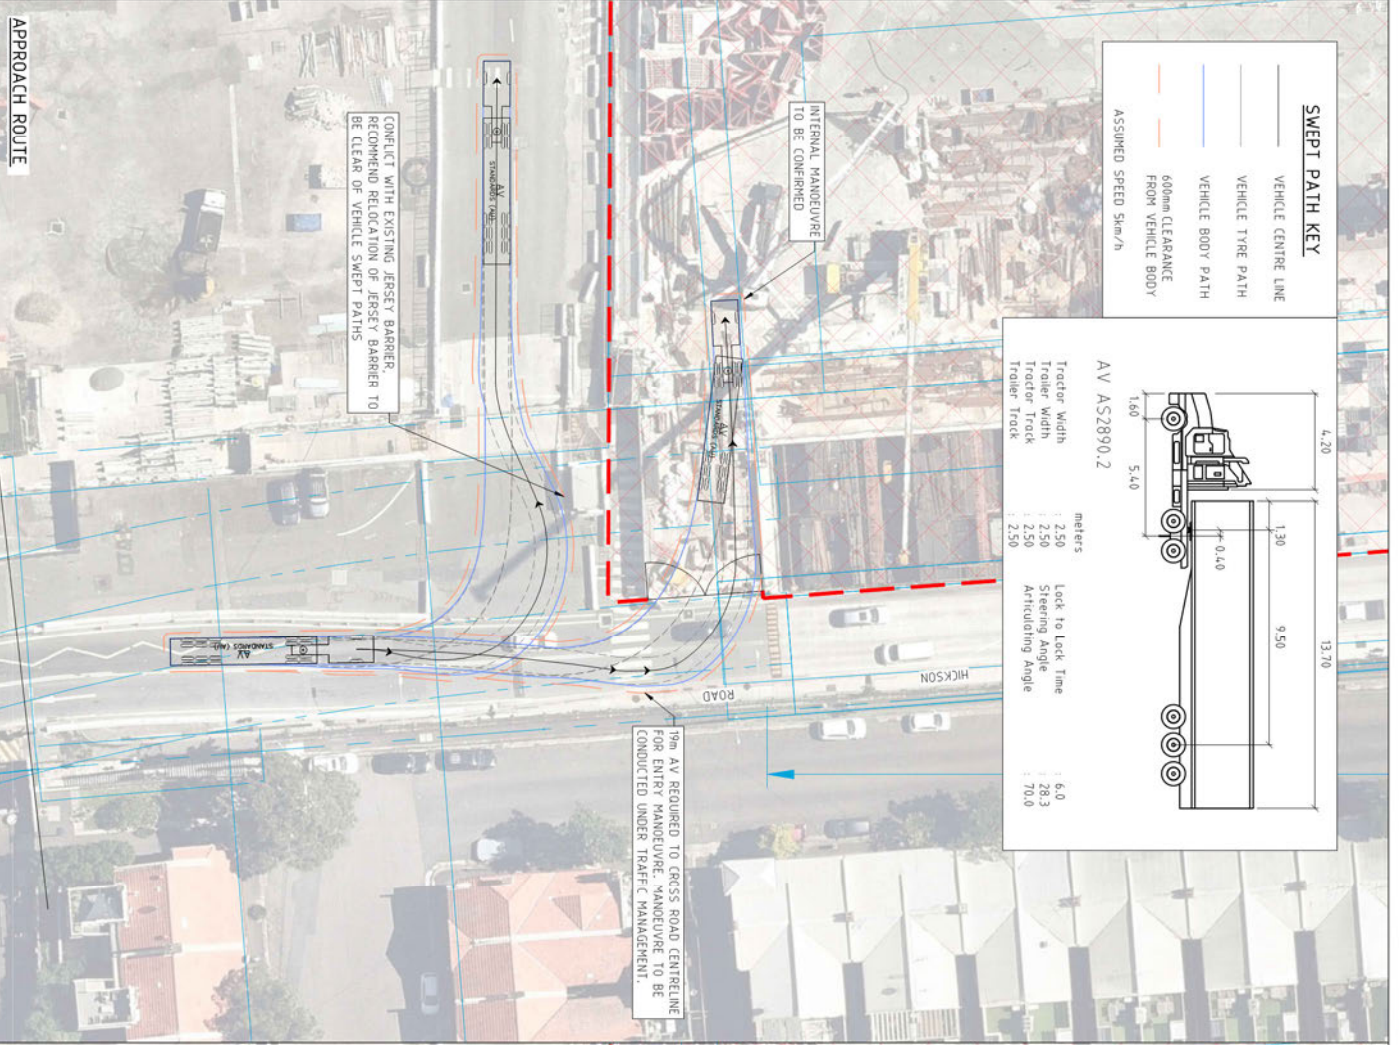 APPROACH ROUTE
SWEPT PATH KEY
VEHICLE CENTRE LINE
VEHICLE TYRE PATH
VEHICLE BODY PATH
600mm CLEARANCE
FROM VEHICLE BODY
ASSUMED SPEED 5km/h
4.20
13.70
1.30
9.50
0.40
1.60
5.40
AV AS2890.2
meters
Tractor Width : 2.50
Trailer Width : 2.50
Tractor Track : 2.50
Trailer Track : 2.50
Lock to Lock Time : 6.0
Steering Angle : 28.3
Articulating Angle : 70.0
INTERNAL MANOEUVRE
TO BE CONFIRMED
CONFLICT WITH EXISTING JERSEY BARRIER.
RECOMMEND RELOCATION OF JERSEY BARRIER TO
BE CLEAR OF VEHICLE SWEPT PATHS
19m AV REQUIRED TO CROSS ROAD CENTRELINE
FOR ENTRY MANOEUVRE. MANOEUVRE TO BE
CONDUCTED UNDER TRAFFIC MANAGEMENT.
HICKSON
ROAD
AV
STANDARDS (AU)
AV
STANDARDS (AU)
AV
STANDARDS (AU)